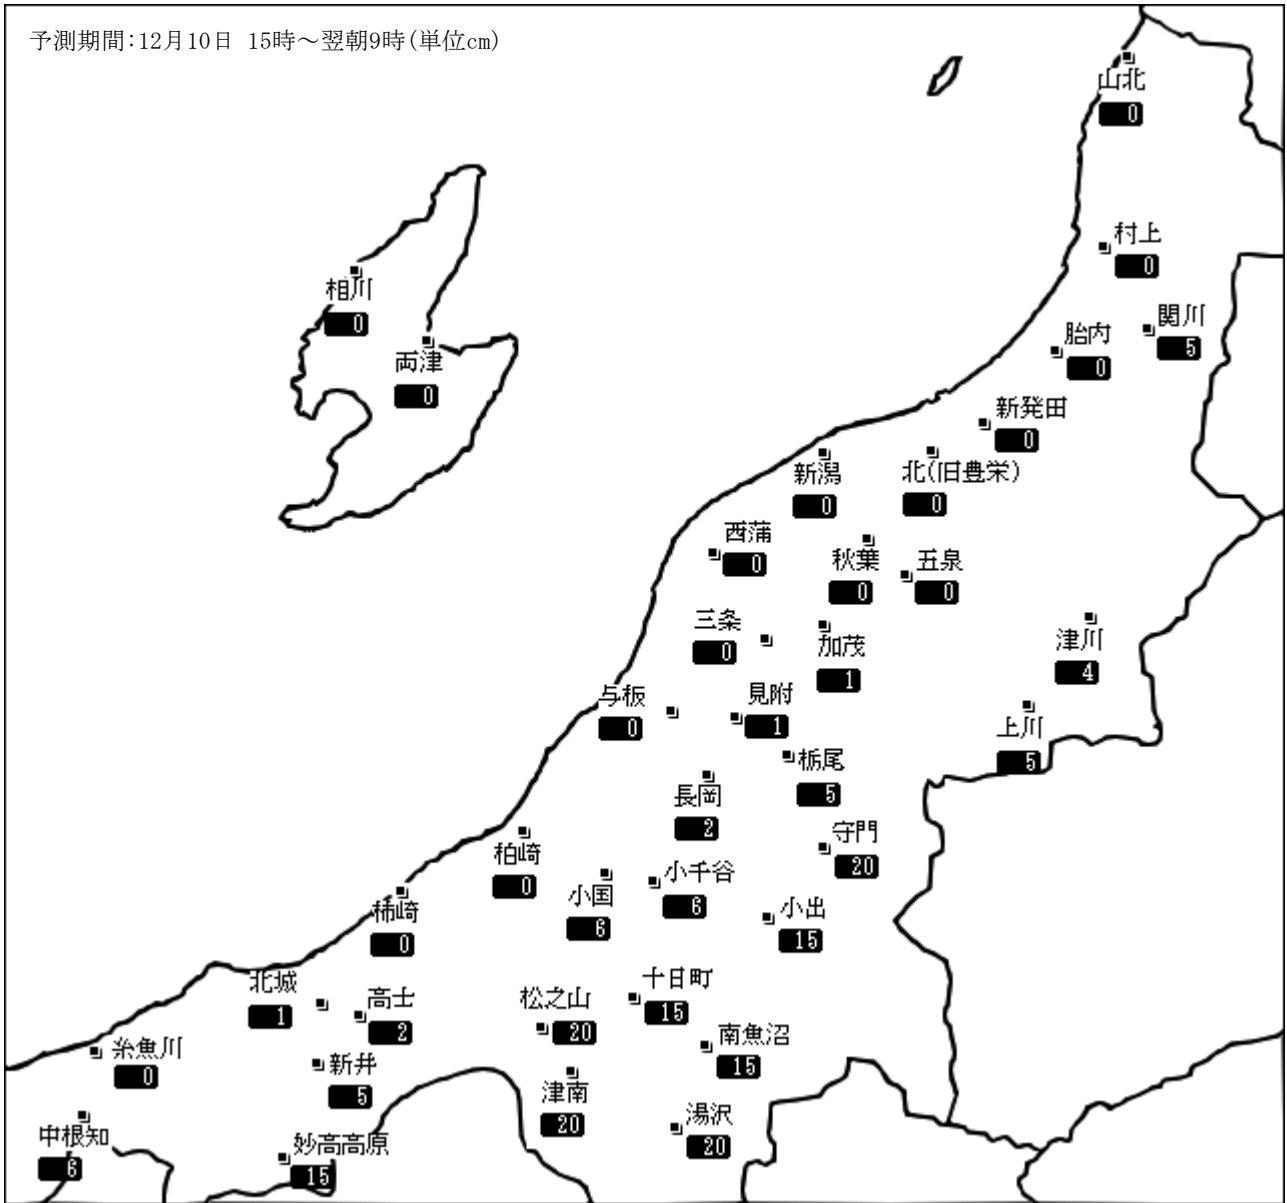 予測期間:12月10日 15時～翌朝9時(単位cm)
山北
0
村上
0
相川
0
関川
5
胎内
0
両津
0
新発田
0
新潟
0
北(旧豊栄)
0
西蒲
0
秋葉
0
五泉
0
三条
0
加茂
1
津川
4
与板
0
見附
1
上川
5
栃尾
5
長岡
2
守門
20
柏崎
0
小国
6
小千谷
6
小出
15
柿崎
0
北城
1
高士
2
松之山
20
十日町
15
南魚沼
15
糸魚川
0
新井
5
津南
20
湯沢
20
中根知
6
妙高高原
15